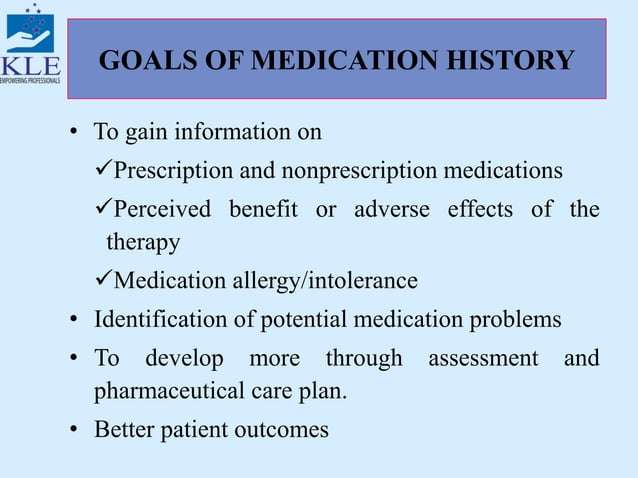 KLE
EMPOWERING PROFESSIONALS
GOALS OF MEDICATION HISTORY
• To gain information on
✓Prescription and nonprescription medications
✓Perceived benefit or adverse effects of the
therapy
✓Medication allergy/intolerance
• Identification of potential medication problems
• To develop more through assessment and
pharmaceutical care plan.
• Better patient outcomes